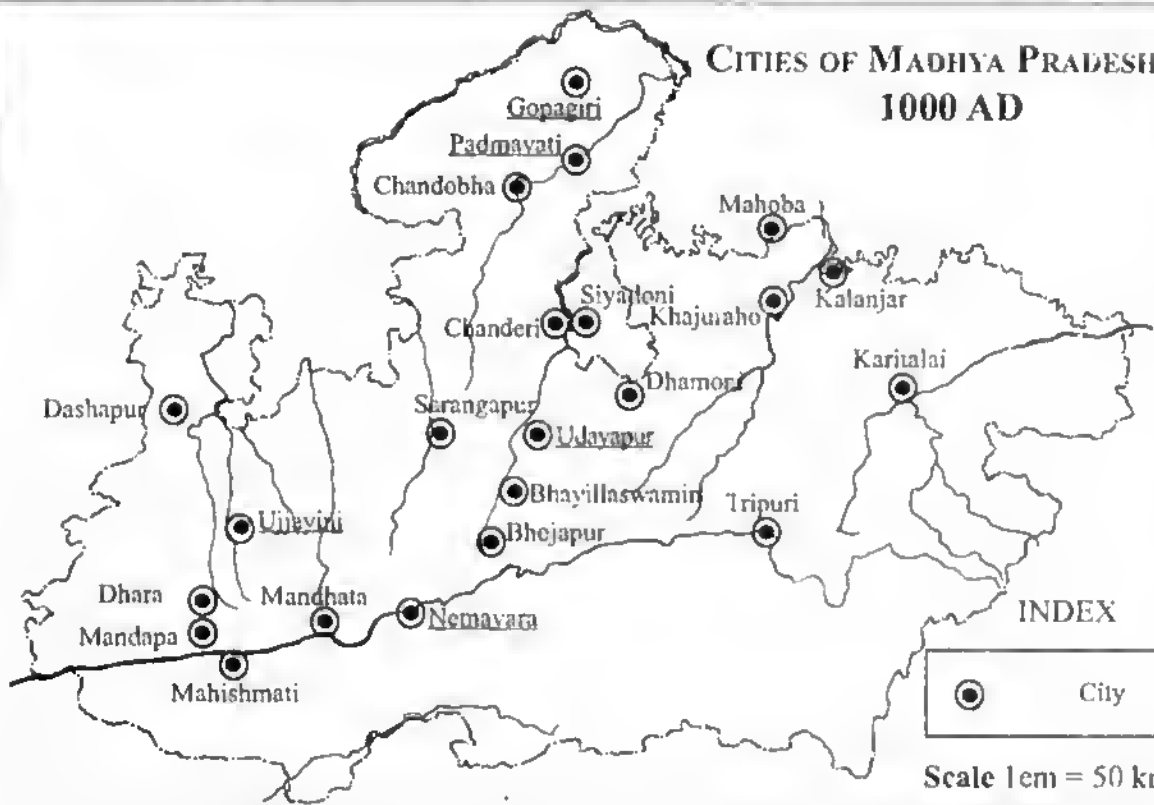 CITIES OF MADHYA PRADESH
1000 AD
Gopagiri
Padmavati
Chandobha
Mahoba
Kalanjar
Siyadoni
Khajuraho
Chanderi
Karitalai
Dhamoni
Dashapur
Sarangapur
Udayapur
Bhayillaswamin
Tripuri
Ujjayini
Bhojapur
Dhara
Mandhata
Nemavara
Mandapa
INDEX
Mahishmati
City
Scale 1cm = 50 km